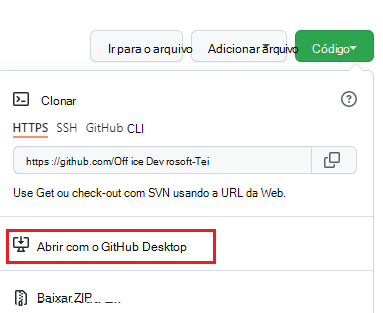 Ir para o arquivo
Adicionar arquivo
Código
Clonar
HTTPS SSH GitHub CLI
https://github.com/Off ice Dev rosoft-Tei
Use Get ou check-out com SVN usando a URL da Web.
Abrir com o GitHub Desktop
Baixar ZIP